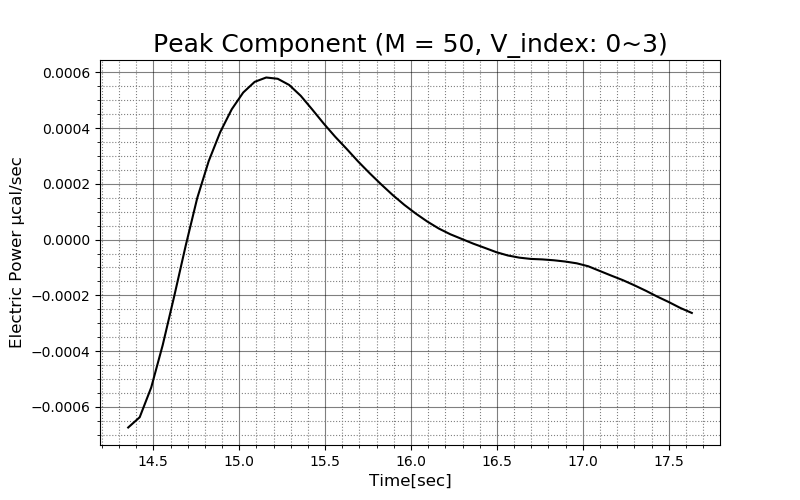 Peak Component (M = 50, V_index: 0~3)
0.0006
0.0004
0.0002
0.0000
−0.0002
−0.0004
−0.0006
Electric Power μcal/sec
14.5 15.0 15.5 16.0 16.5 17.0 17.5
Time[sec]